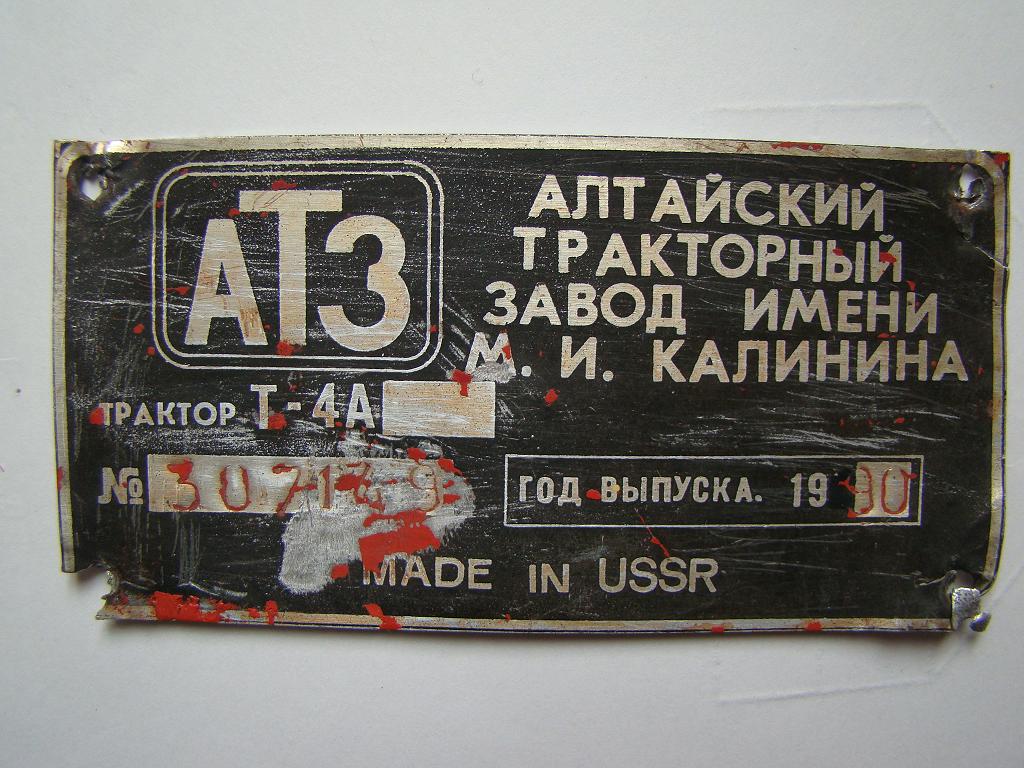 АТЗ
АЛТАЙСКИЙ
ТРАКТОРНЫЙ
ЗАВОД ИМЕНИ
М. И. КАЛИНИНА
ТРАКТОР Т-4А
№
ГОД ВЫПУСКА. 1990
MADE IN USSR